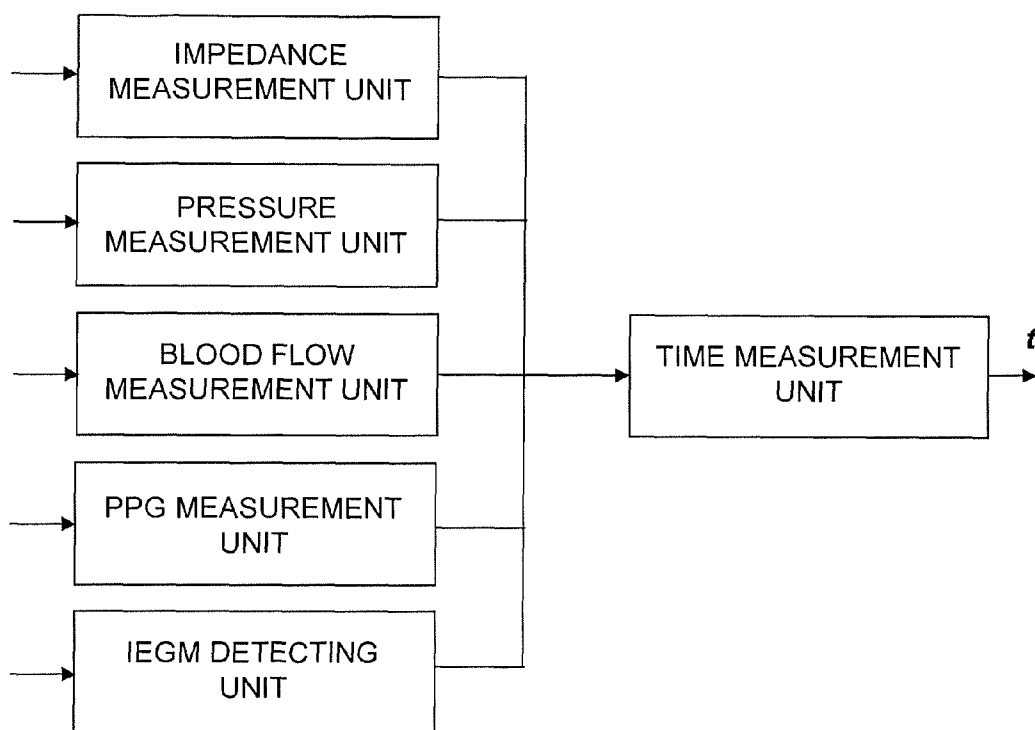 IMPEDANCE
MEASUREMENT UNIT
PRESSURE
MEASUREMENT UNIT
BLOOD FLOW
MEASUREMENT UNIT
PPG MEASUREMENT
UNIT
IEGM DETECTING
UNIT
TIME MEASUREMENT
UNIT
t